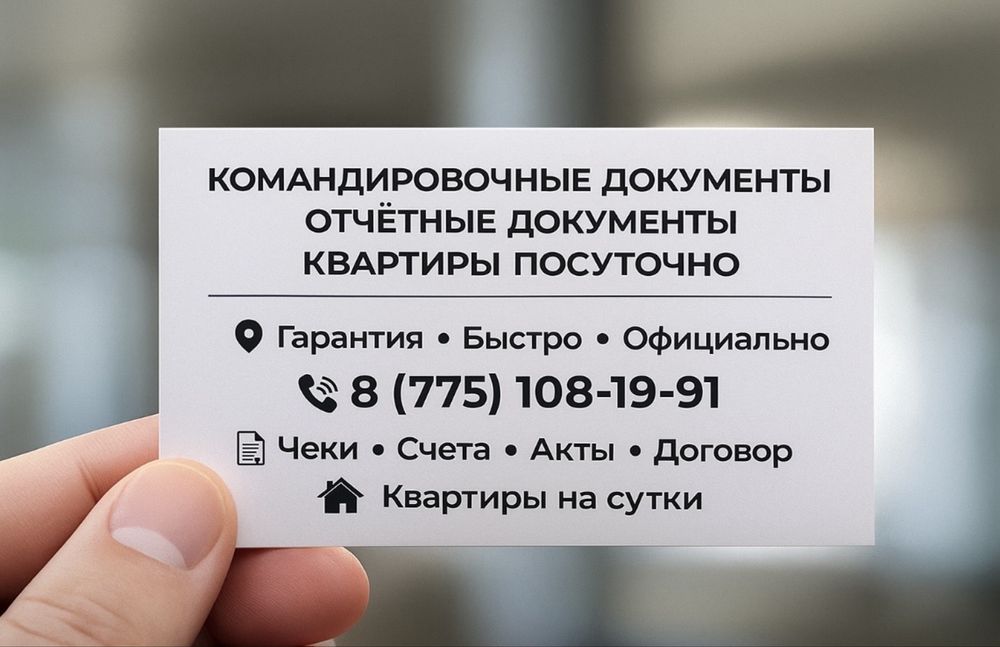 КОМАНДИРОВОЧНЫЕ ДОКУМЕНТЫ
ОТЧЁТНЫЕ ДОКУМЕНТЫ
КВАРТИРЫ ПОСУТОЧНО
Гарантия • Быстро • Официально
8 (775) 108-19-91
Чеки • Счета • Акты • Договор
Квартиры на сутки